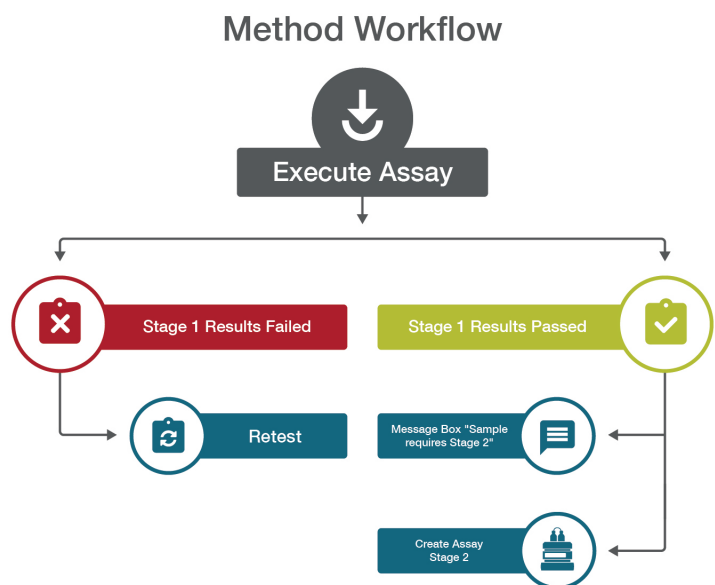 Method Workflow
Execute Assay
Stage 1 Results Failed
Stage 1 Results Passed
Retest
Message Box "Sample
requires Stage 2"
Create Assay
Stage 2